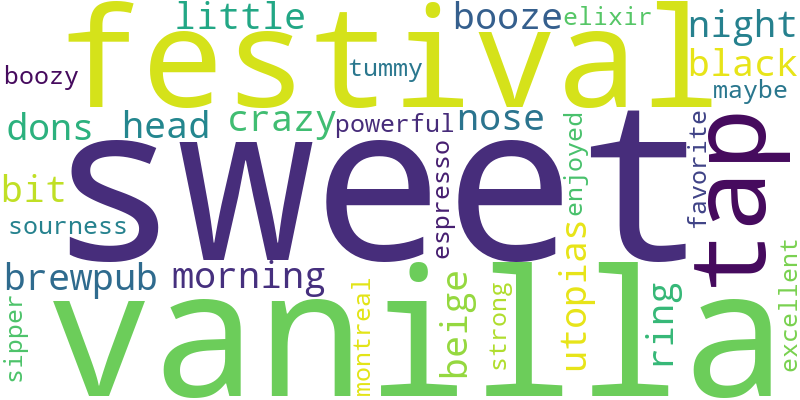 little
booze
elixir
night
festival
boozy
tummy
black
maybe
dons
head
crazy
powerful
nose
enjoyed
favorite
tap
sweet
bit
sourness
espresso
utopias
brewpub
morning
vanilla
sipper
montreal
beige
strong
ring
excellent